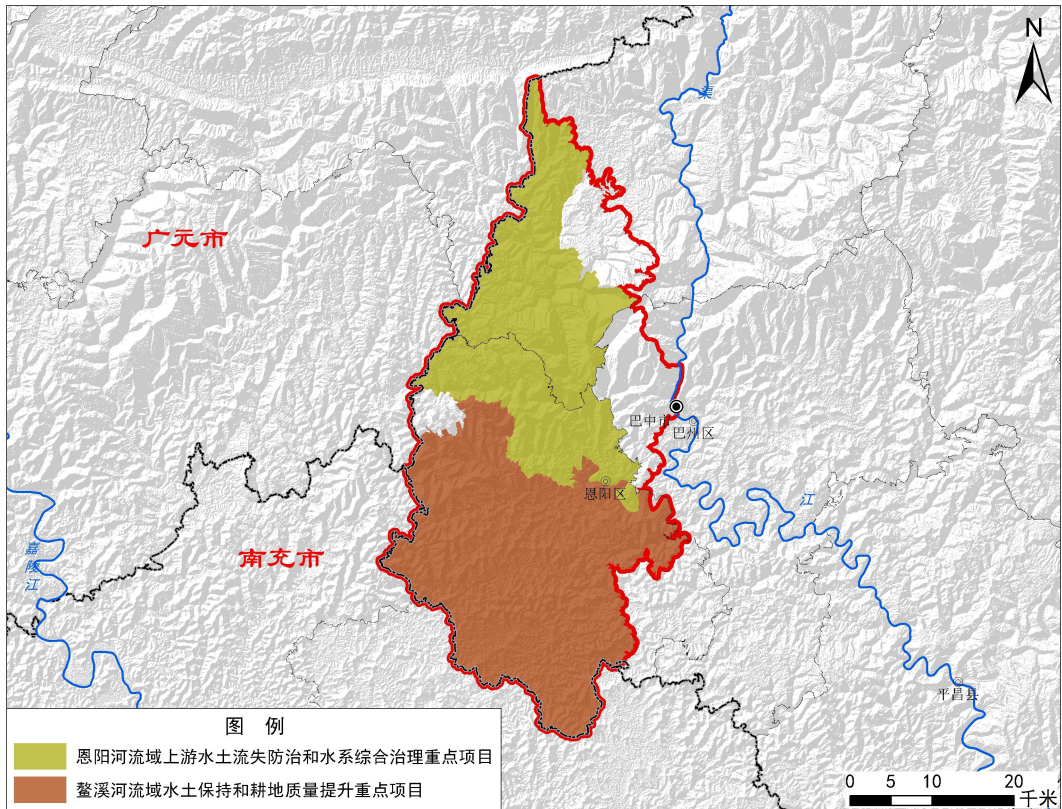 N
渠
广元市
巴中市
巴州区
恩阳区
江
嘉陵江
南充市
平昌县
图 例
恩阳河流域上游水土流失防治和水系综合治理重点项目
鳌溪河流域水土保持和耕地质量提升重点项目
0 5 10 20
千米